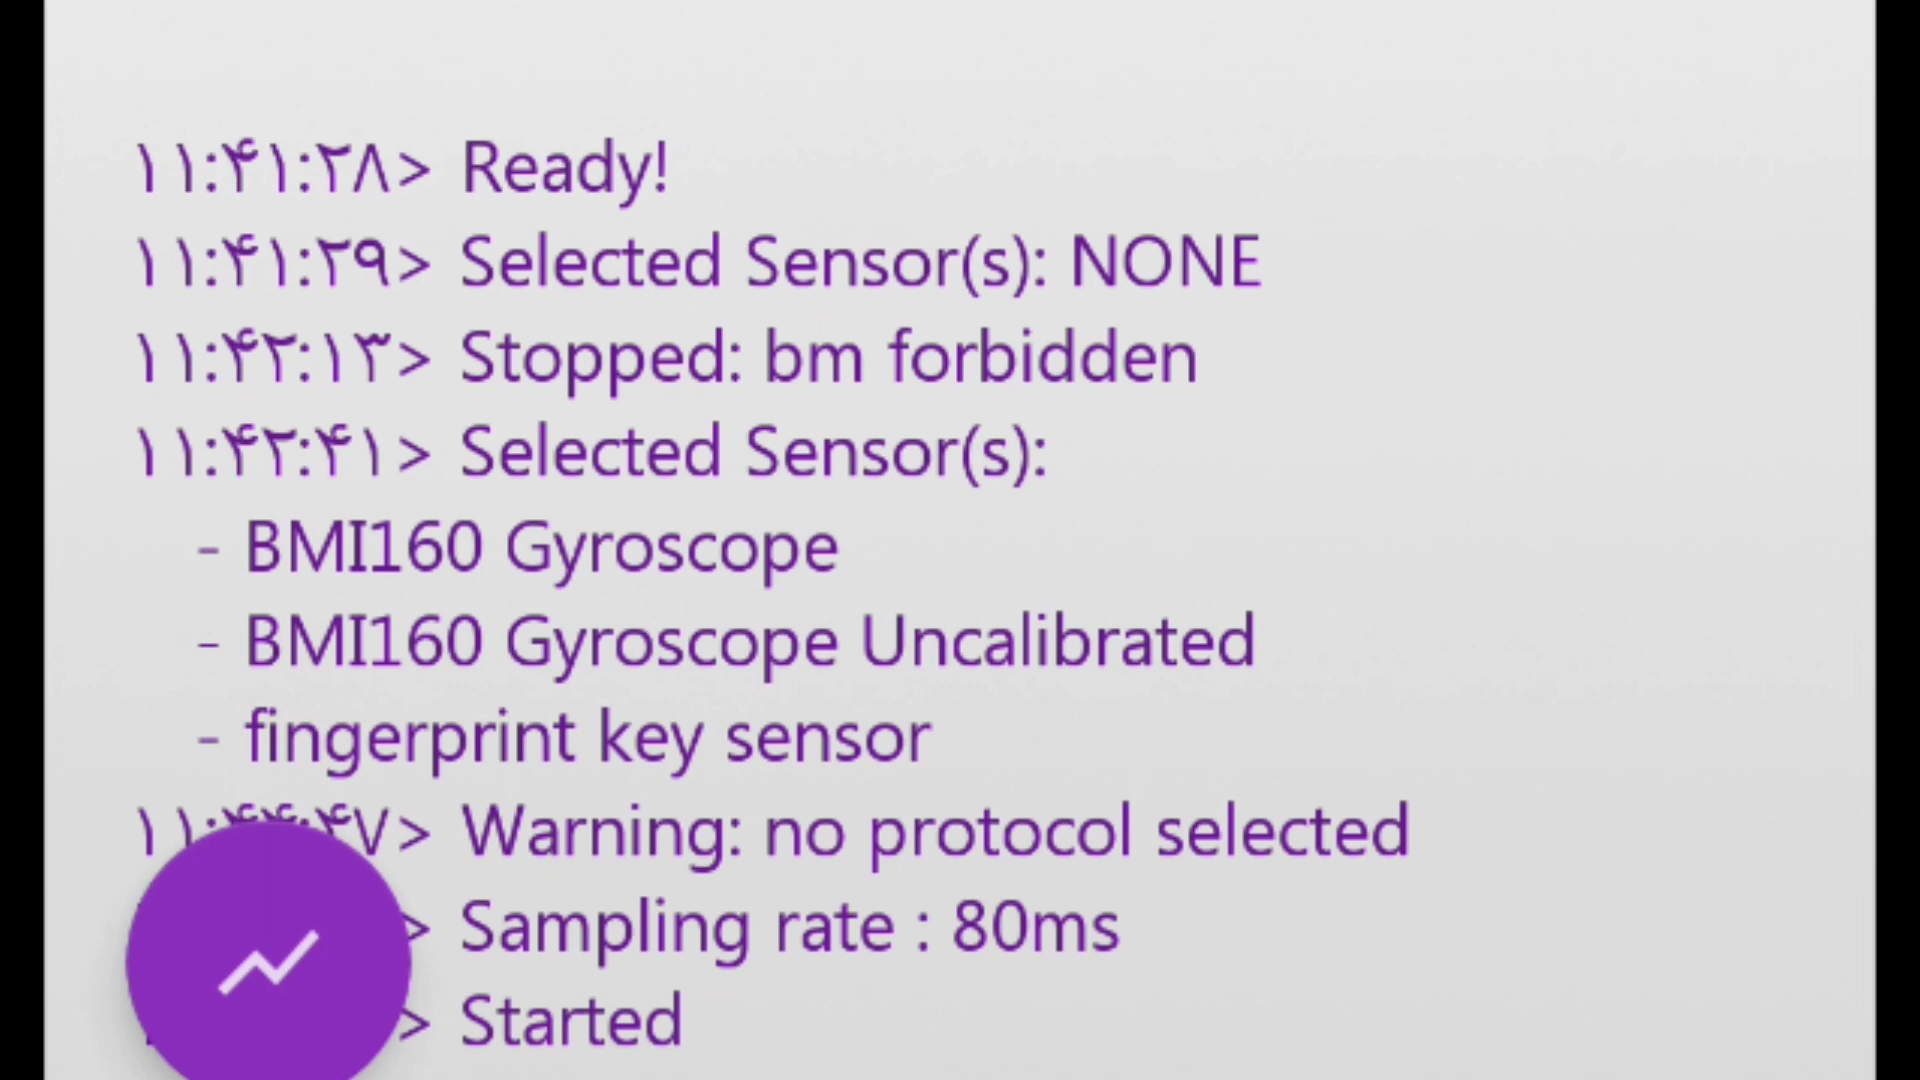 ۱۱:۴۱:۲۸> Ready!
۱۱:۴۱:۲۹> Selected Sensor(s): NONE
۱۱:۴۲:۱۳> Stopped: bm forbidden
۱۱:۴۲:۴۱> Selected Sensor(s):
- BMI160 Gyroscope
- BMI160 Gyroscope Uncalibrated
- fingerprint key sensor
> Warning: no protocol selected
> Sampling rate : 80ms
> Started